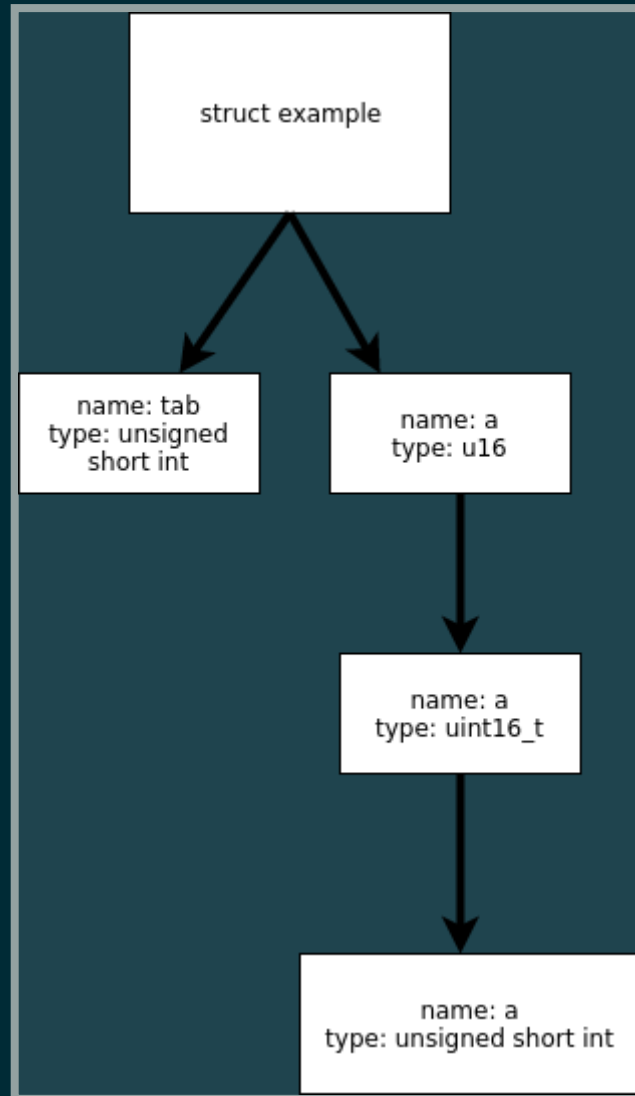 struct example
name: tab
type: unsigned
short int
name: a
type: u16
name: a
type: uint16_t
name: a
type: unsigned short int